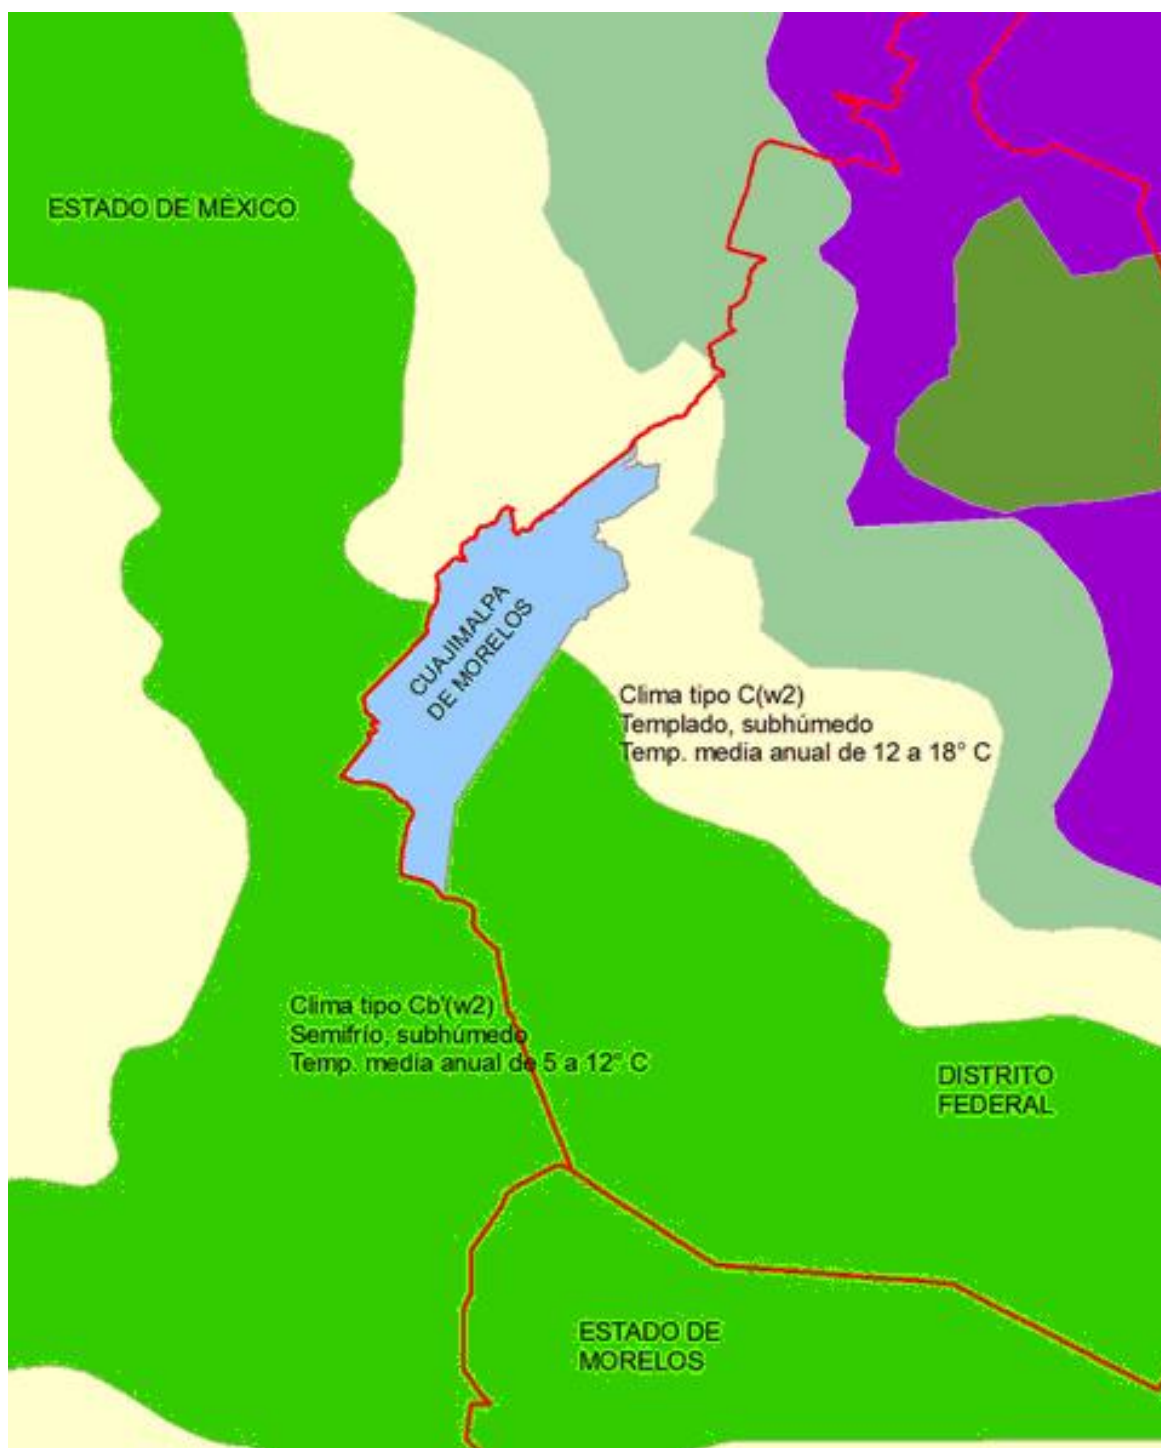 ESTADO DE MÉXICO
CUAJIMALPA
DE MORELOS
Clima tipo C(w2)
Templado, subhúmedo
Temp. media anual de 12 a 18° C
Clima tipo Cb'(w2)
Semifrío, subhúmedo
Temp. media anual de 5 a 12° C
DISTRITO
FEDERAL
ESTADO DE
MORELOS